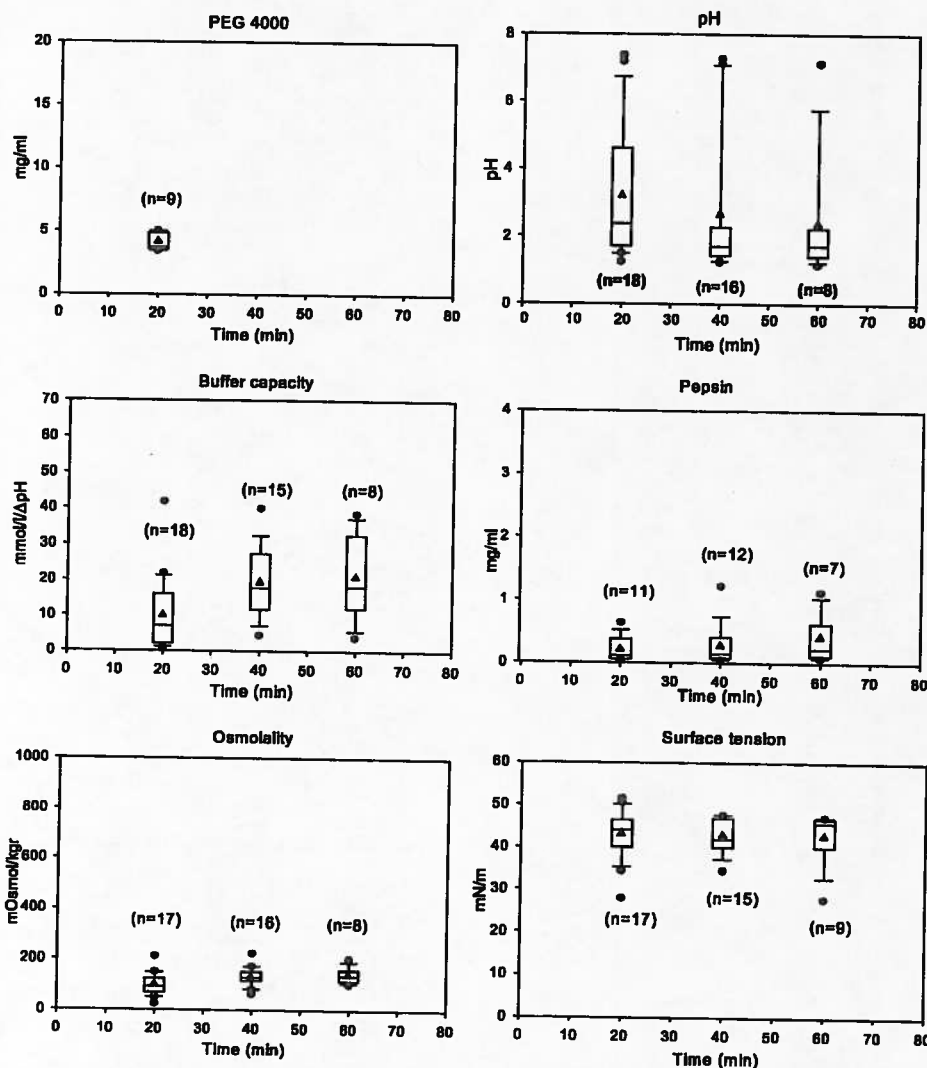 PEG 4000
20
15
10
5
0
mg/ml
(n=9)
0 10 20 30 40 50 60 70 80
Time (min)
pH
8
6
4
2
0
pH
(n=18) (n=16) (n=8)
0 10 20 30 40 50 60 70 80
Time (min)
Buffer capacity
70
60
50
40
30
20
10
0
mmol/l/ΔpH
(n=18) (n=15) (n=8)
0 10 20 30 40 50 60 70 80
Time (min)
Pepsin
4
3
2
1
0
mg/ml
(n=11) (n=12) (n=7)
0 10 20 30 40 50 60 70 80
Time (min)
Osmolality
1000
800
600
400
200
0
mOsmol/kgr
(n=17) (n=16) (n=8)
0 10 20 30 40 50 60 70 80
Time (min)
Surface tension
60
50
40
30
20
10
0
mN/m
(n=17) (n=15) (n=9)
0 10 20 30 40 50 60 70 80
Time (min)